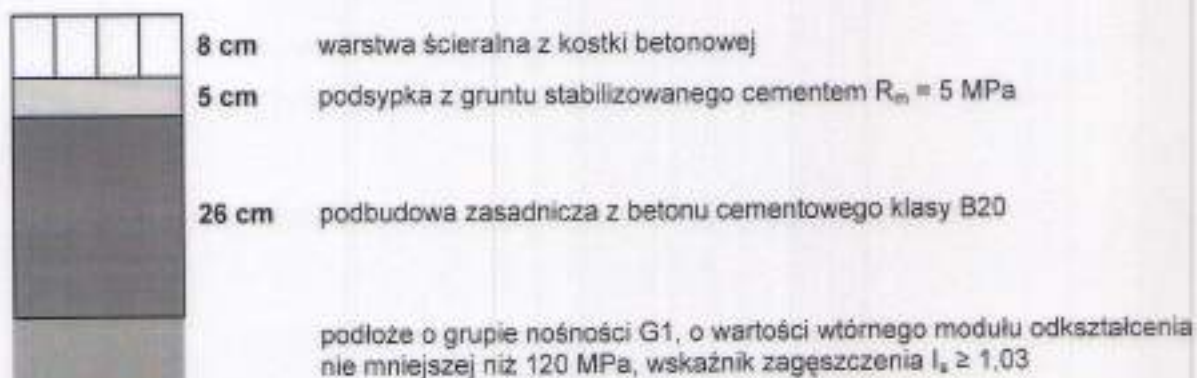 8 cm warstwa ścieralna z kostki betonowej
5 cm podsypka z gruntu stabilizowanego cementem Rₘ = 5 MPa
26 cm podbudowa zasadnicza z betonu cementowego klasy B20
podłoże o grupie nośności G1, o wartości wtórnego modułu odkształcenia
nie mniejszej niż 120 MPa, wskaźnik zagęszczenia Iₛ ≥ 1,03